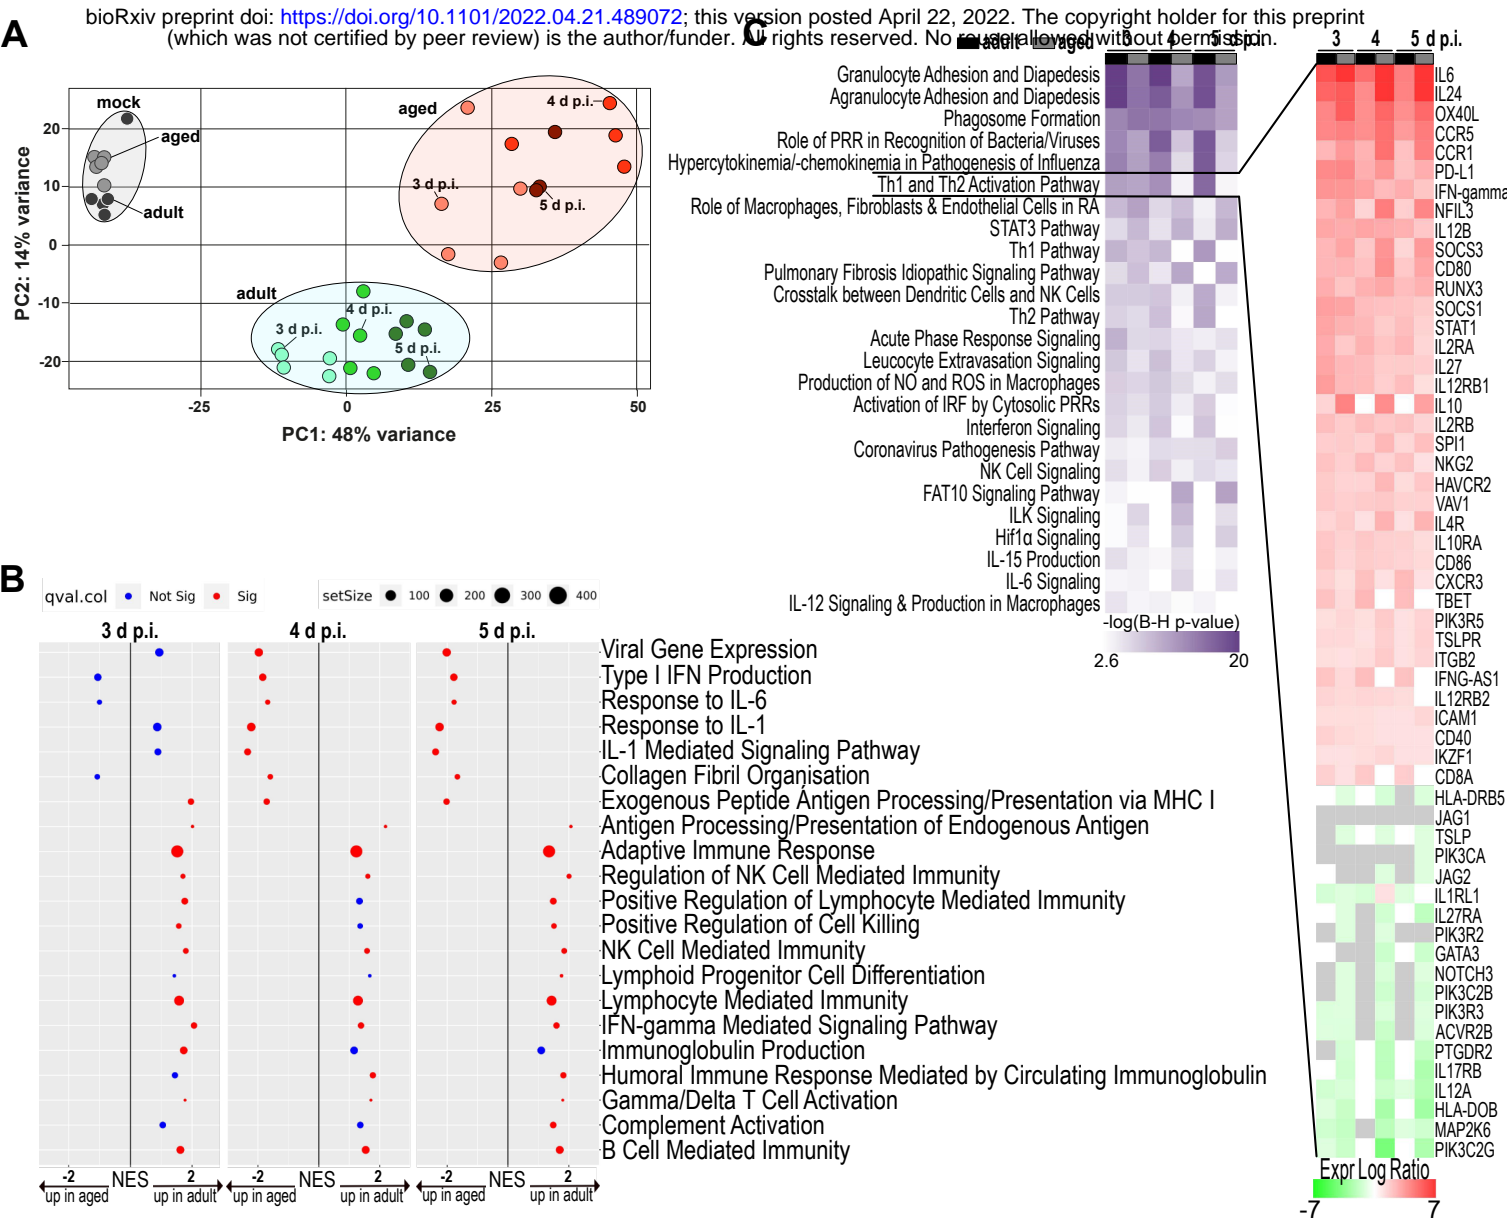 bioRxiv preprint doi: https://doi.org/10.1101/2022.04.21.489072; this version posted April 22, 2022. The copyright holder for this preprint
(which was not certified by peer review) is the author/funder. All rights reserved. No reuse allowed without permission.
A
mock
aged
adult
aged
4 d p.i.
3 d p.i.
5 d p.i.
adult
4 d p.i.
3 d p.i.
5 d p.i.
20
10
0
-10
-20
-25
0
25
50
PC2: 14% variance
PC1: 48% variance
C
adult
aged
3
4
5 d p.i.
Granulocyte Adhesion and Diapedesis
Agranulocyte Adhesion and Diapedesis
Phagosome Formation
Role of PRR in Recognition of Bacteria/Viruses
Hypercytokinemia/-chemokinemia in Pathogenesis of Influenza
Th1 and Th2 Activation Pathway
Role of Macrophages, Fibroblasts & Endothelial Cells in RA
STAT3 Pathway
Th1 Pathway
Pulmonary Fibrosis Idiopathic Signaling Pathway
Crosstalk between Dendritic Cells and NK Cells
Th2 Pathway
Acute Phase Response Signaling
Leucocyte Extravasation Signaling
Production of NO and ROS in Macrophages
Activation of IRF by Cytosolic PRRs
Interferon Signaling
Coronavirus Pathogenesis Pathway
NK Cell Signaling
FAT10 Signaling Pathway
ILK Signaling
Hif1α Signaling
IL-15 Production
IL-6 Signaling
IL-12 Signaling & Production in Macrophages
-log(B-H p-value)
2.6
20
3
4
5 d p.i.
IL6
IL24
OX40L
CCR5
CCR1
PD-L1
IFN-gamma
NFIL3
IL12B
SOCS3
CD80
RUNX3
SOCS1
STAT1
IL2RA
IL27
IL12RB1
IL10
IL2RB
SPI1
NKG2
HAVCR2
VAV1
IL4R
IL10RA
CD86
CXCR3
TBET
PIK3R5
TSLPR
ITGB2
IFNG-AS1
IL12RB2
ICAM1
CD40
IKZF1
CD8A
HLA-DRB5
JAG1
TSLP
PIK3CA
JAG2
IL1RL1
IL27RA
PIK3R2
GATA3
NOTCH3
PIK3C2B
PIK3R3
ACVR2B
PTGDR2
IL17RB
IL12A
HLA-DOB
MAP2K6
PIK3C2G
Expr Log Ratio
-7
7
B
qval.col
Not Sig
Sig
setSize
100
200
300
400
3 d p.i.
4 d p.i.
5 d p.i.
Viral Gene Expression
Type I IFN Production
Response to IL-6
Response to IL-1
IL-1 Mediated Signaling Pathway
Collagen Fibril Organisation
Exogenous Peptide Antigen Processing/Presentation via MHC I
Antigen Processing/Presentation of Endogenous Antigen
Adaptive Immune Response
Regulation of NK Cell Mediated Immunity
Positive Regulation of Lymphocyte Mediated Immunity
Positive Regulation of Cell Killing
NK Cell Mediated Immunity
Lymphoid Progenitor Cell Differentiation
Lymphocyte Mediated Immunity
IFN-gamma Mediated Signaling Pathway
Immunoglobulin Production
Humoral Immune Response Mediated by Circulating Immunoglobulin
Gamma/Delta T Cell Activation
Complement Activation
B Cell Mediated Immunity
-2 NES 2
up in aged up in adult
-2 NES 2
up in aged up in adult
-2 NES 2
up in aged up in adult